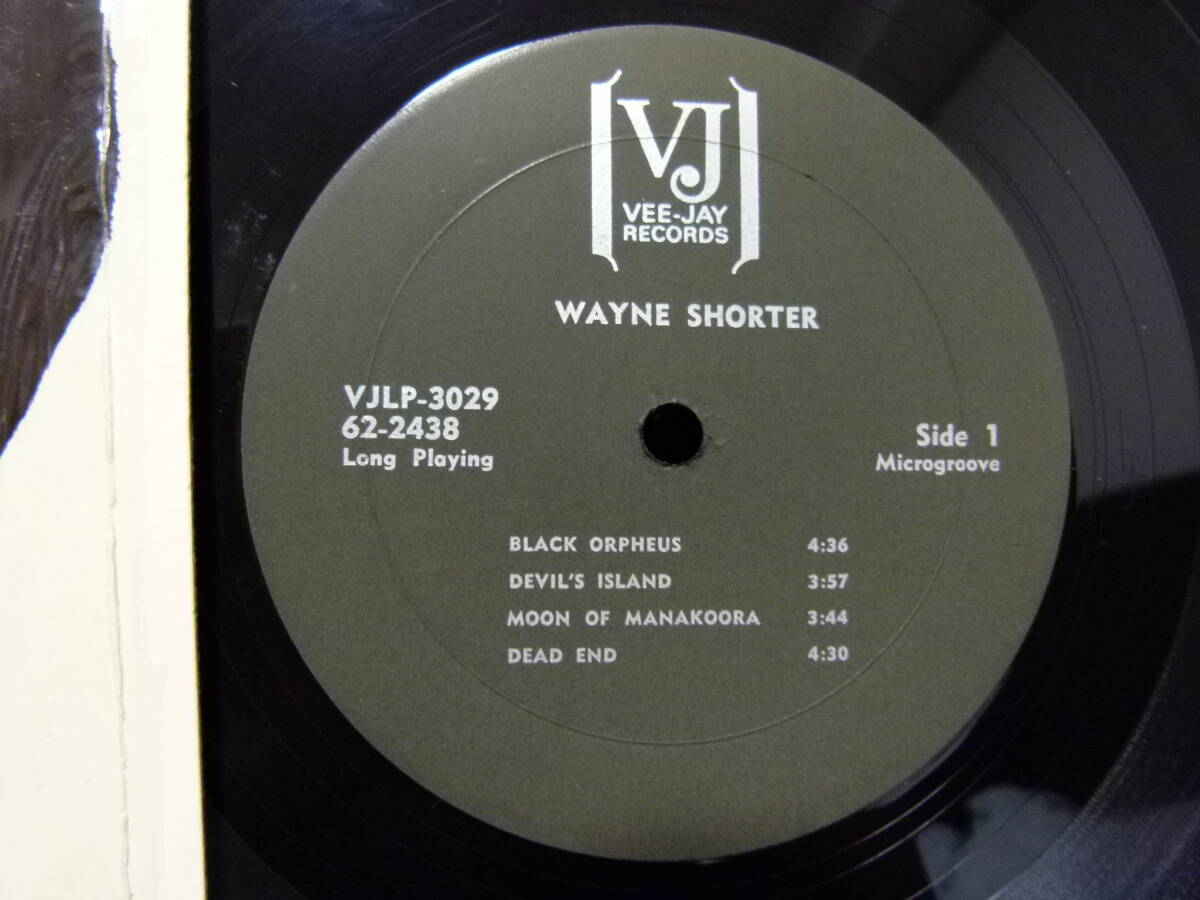 VJ
VEE-JAY
RECORDS
WAYNE SHORTER
VJLP-3029
62-2438
Long Playing
Side 1
Microgroove
BLACK ORPHEUS 4:36
DEVIL'S ISLAND 3:57
MOON OF MANAKOORA 3:44
DEAD END 4:30